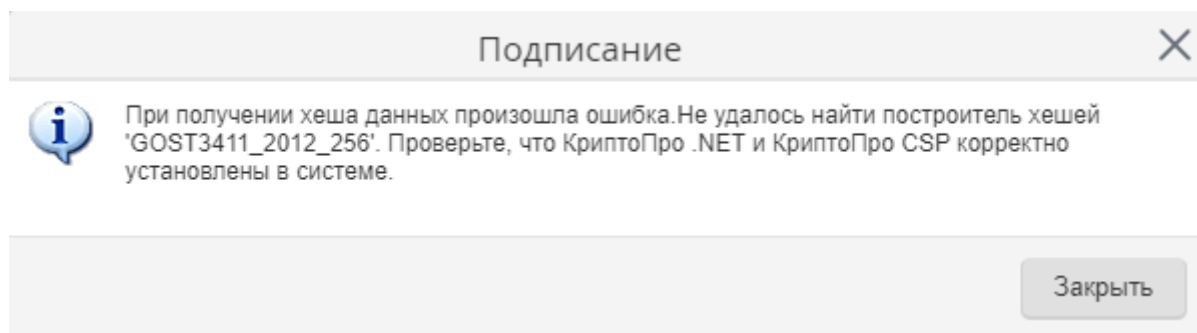 Подписание
При получении хеша данных произошла ошибка.Не удалось найти построитель хешей
'GOST3411_2012_256'. Проверьте, что КриптоПро .NET и КриптоПро CSP корректно
установлены в системе.
Закрыть